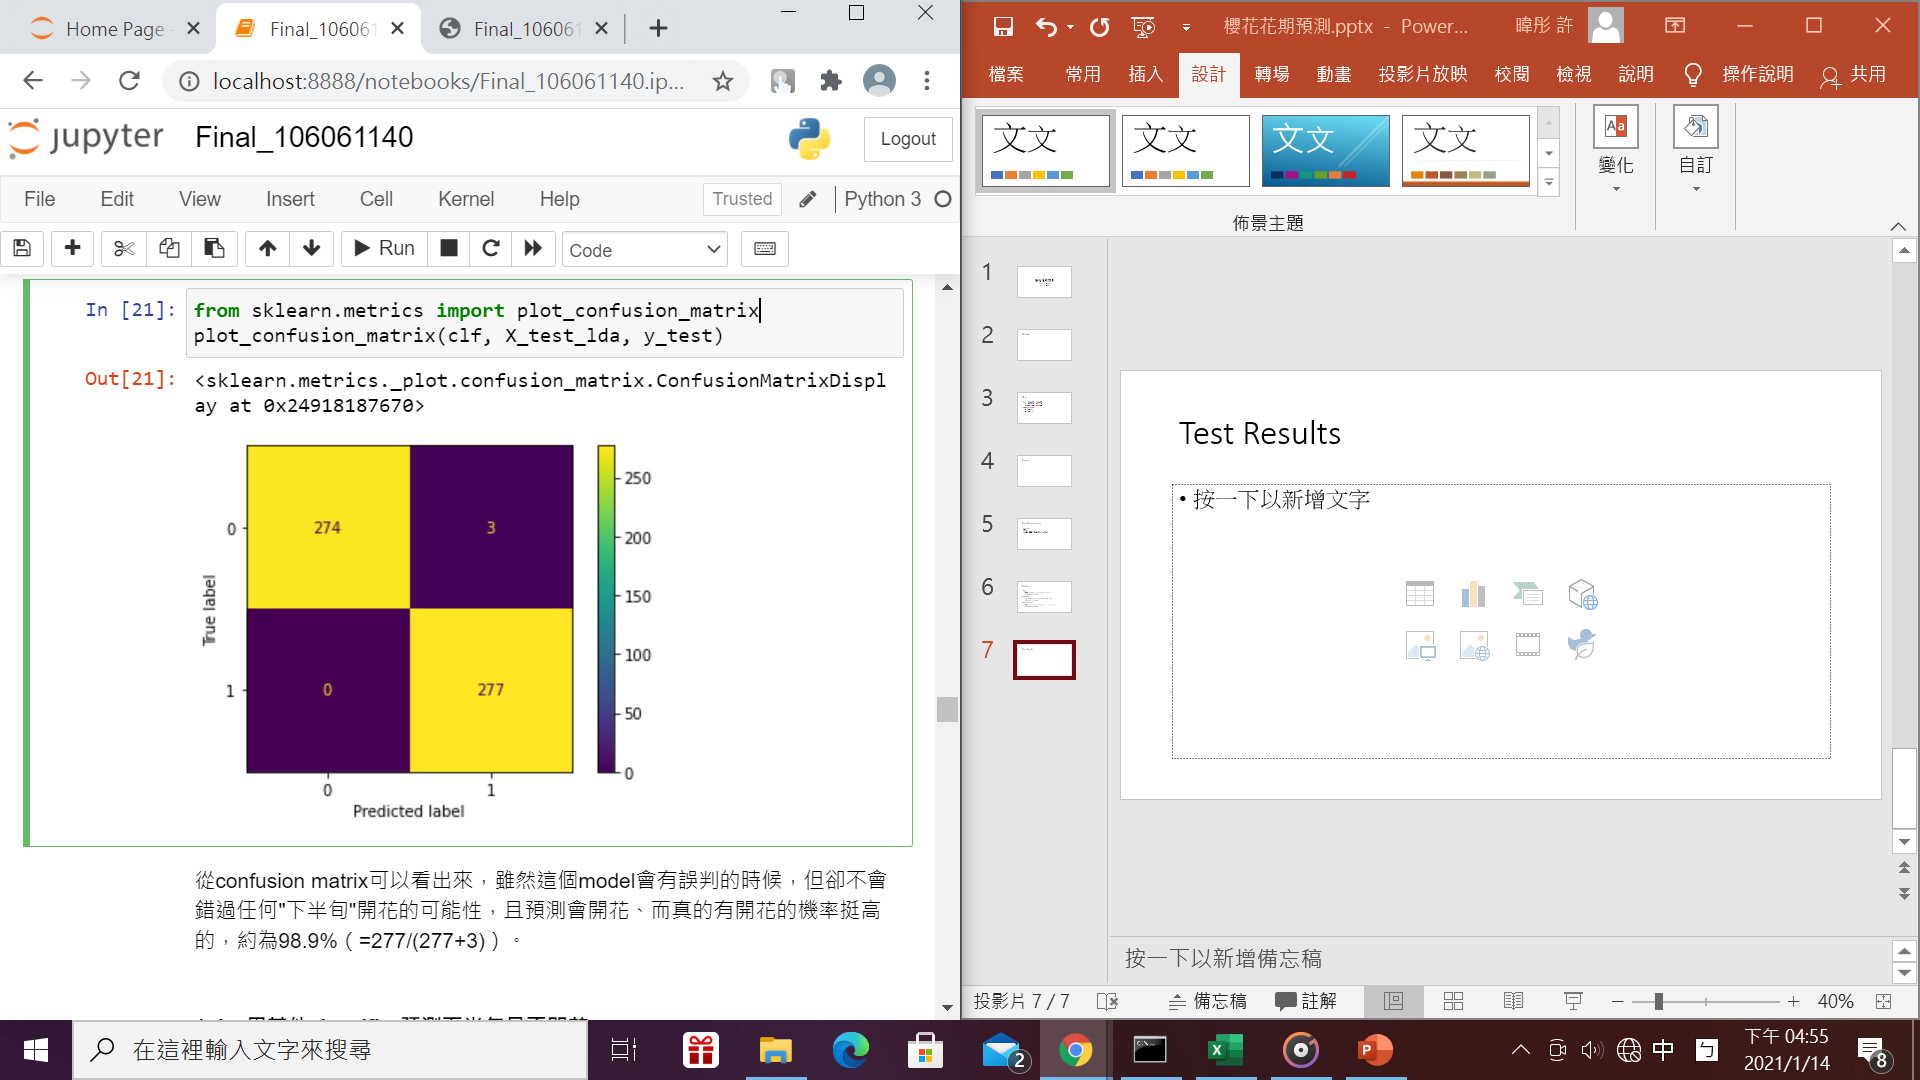 Home Page
Final_106061
Final_10606
localhost:8888/notebooks/Final_106061140.ip...
jupyter
Final_106061140
Logout
File
Edit
View
Insert
Cell
Kernel
Help
Trusted
Python 3
Run
Code
In [21]:
from sklearn.metrics import plot_confusion_matrix
plot_confusion_matrix(clf, X_test_lda, y_test)
Out[21]:
<sklearn.metrics._plot.confusion_matrix.ConfusionMatrixDispl
ay at 0x24918187670>
274
3
0
277
True label
0
1
0
1
Predicted label
250
200
150
100
50
0
從confusion matrix可以看出來，雖然這個model會有誤判的時候，但卻不會
錯過任何"下半旬"開花的可能性，且預測會開花、而真的有開花的機率挺高
的，約為98.9%（=277/(277+3)）。
櫻花花期預測.pptx - Power...
暐彤 許
檔案
常用
插入
設計
轉場
動畫
投影片放映
校閱
檢視
說明
操作說明
共用
文文
文文
文文
文文
Aa
變化
自訂
佈景主題
1
2
3
4
5
6
7
Test Results
• 按一下以新增文字
按一下以新增備忘稿
投影片 7 / 7
備忘稿
註解
40%
在這裡輸入文字來搜尋
2
中
ㄅ
下午 04:55
2021/1/14
8